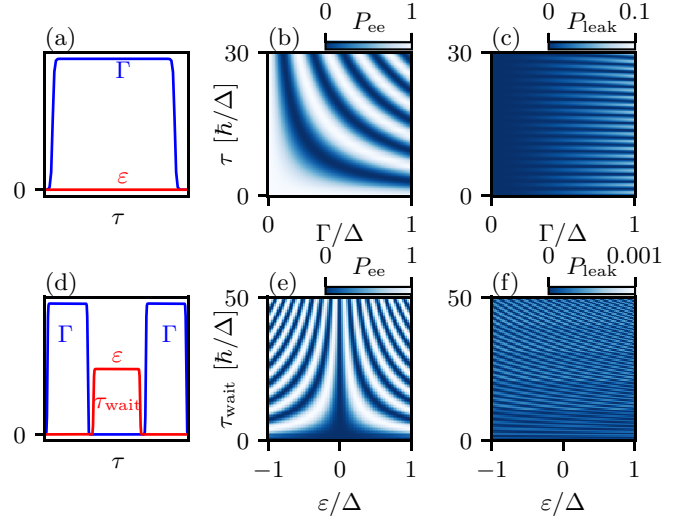 (a)
Γ
ε
0
τ
(b)
0 1
P_ee
30
τ [ħ/Δ]
0
0 1
Γ/Δ
(c)
0 0.1
P_leak
30
0
0 1
Γ/Δ
(d)
Γ
ε
Γ
τ_wait
0
τ
(e)
0 1
P_ee
50
τ_wait [ħ/Δ]
0
−1 0 1
ε/Δ
(f)
0 0.001
P_leak
50
0
−1 0 1
ε/Δ